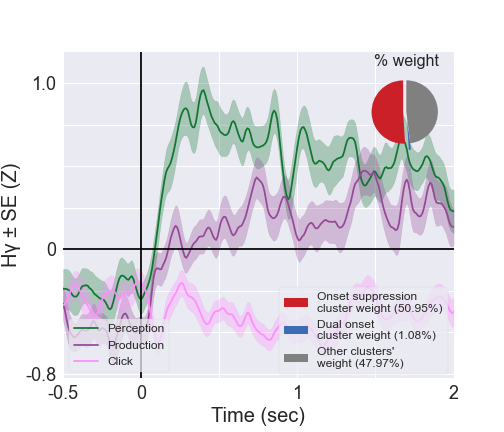 % weight
1.0
0
-0.8
Hγ ± SE (Z)
Perception
Production
Click
Onset suppression
cluster weight (50.95%)
Dual onset
cluster weight (1.08%)
Other clusters'
weight (47.97%)
-0.5 0 1 2
Time (sec)